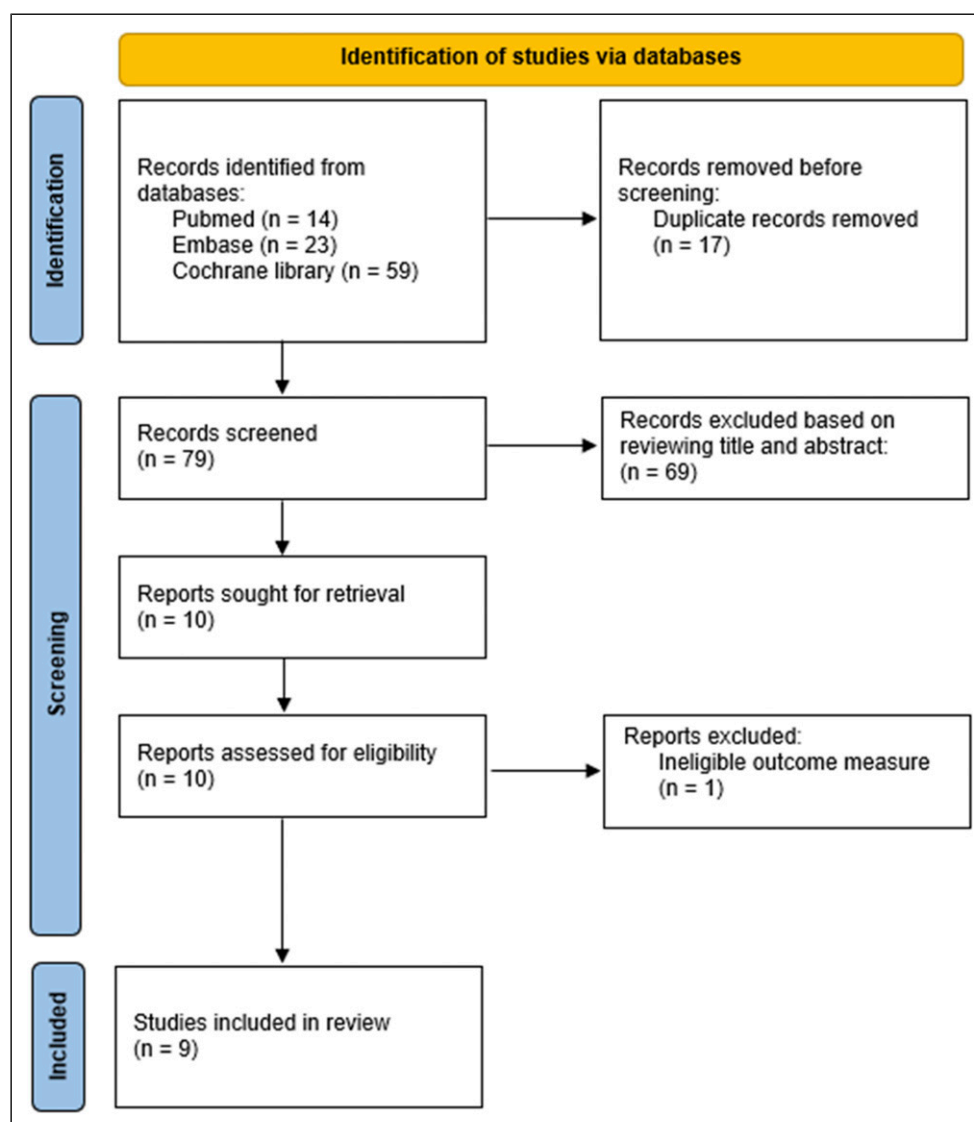 Identification of studies via databases
Identification
Records identified from
databases:
Pubmed (n = 14)
Embase (n = 23)
Cochrane library (n = 59)
Records removed before
screening:
Duplicate records removed
(n = 17)
Screening
Records screened
(n = 79)
Records excluded based on
reviewing title and abstract:
(n = 69)
Reports sought for retrieval
(n = 10)
Reports assessed for eligibility
(n = 10)
Reports excluded:
Ineligible outcome measure
(n = 1)
Included
Studies included in review
(n = 9)